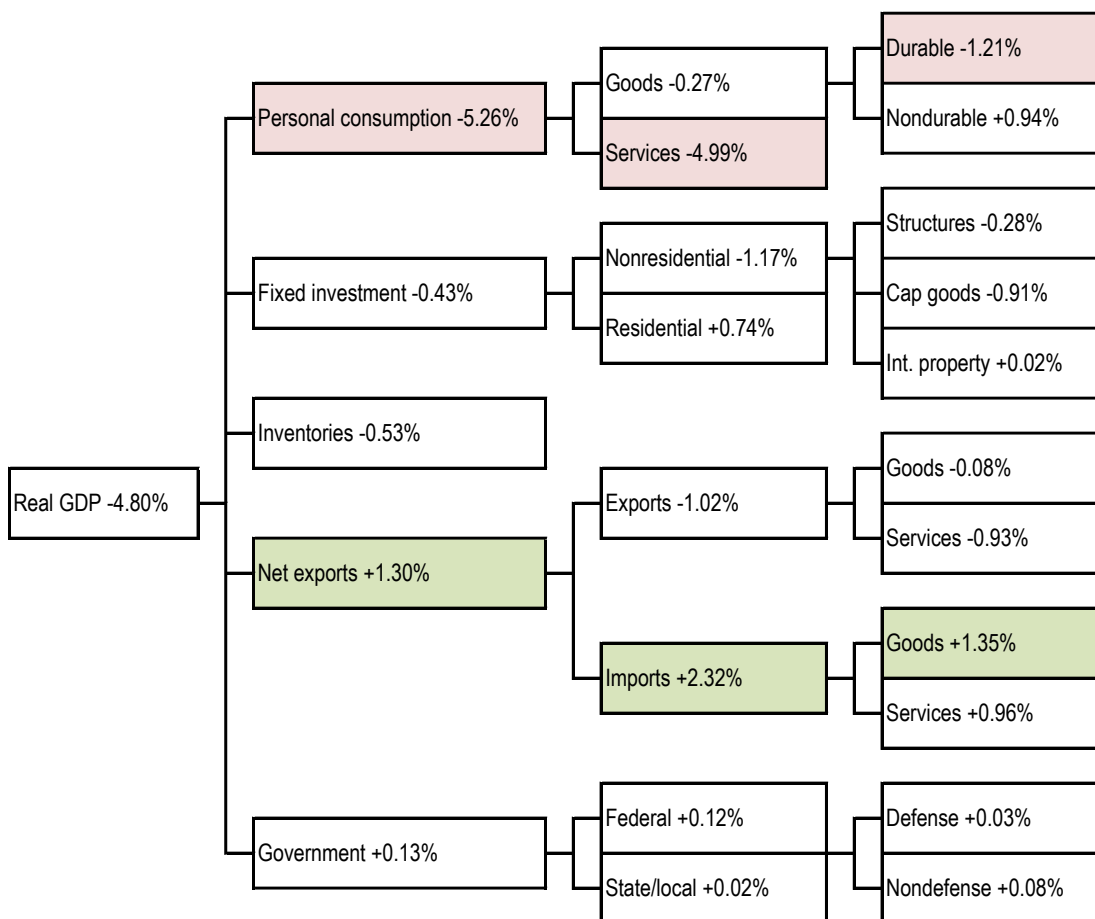 Real GDP -4.80%
Personal consumption -5.26%
Goods -0.27%
Durable -1.21%
Nondurable +0.94%
Services -4.99%
Fixed investment -0.43%
Nonresidential -1.17%
Structures -0.28%
Cap goods -0.91%
Int. property +0.02%
Residential +0.74%
Inventories -0.53%
Net exports +1.30%
Exports -1.02%
Goods -0.08%
Services -0.93%
Imports +2.32%
Goods +1.35%
Services +0.96%
Government +0.13%
Federal +0.12%
Defense +0.03%
Nondefense +0.08%
State/local +0.02%